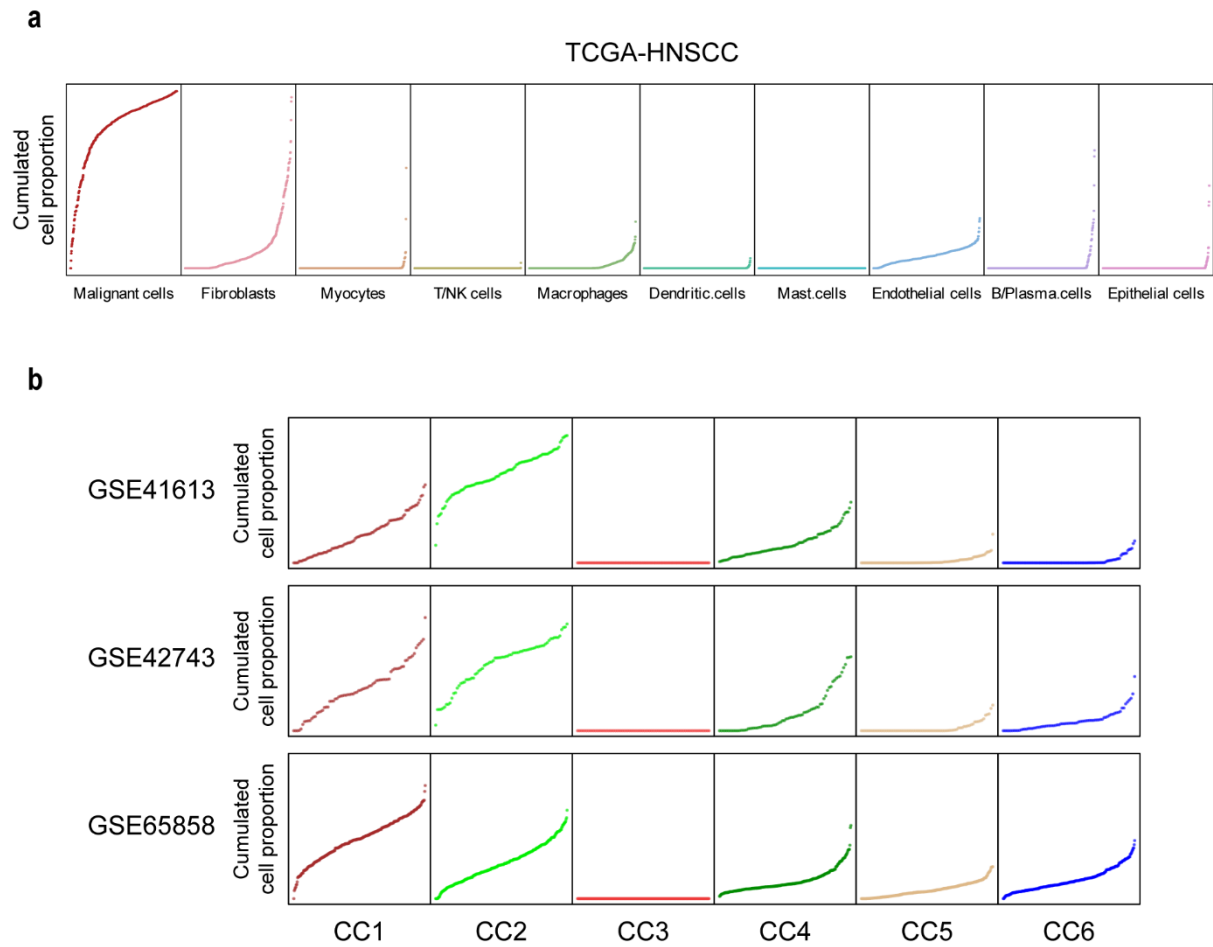 a
TCGA-HNSCC
Cumulated
cell proportion
Malignant cells
Fibroblasts
Myocytes
T/NK cells
Macrophages
Dendritic.cells
Mast.cells
Endothelial cells
B/Plasma.cells
Epithelial cells
b
GSE41613
Cumulated
cell proportion
GSE42743
Cumulated
cell proportion
GSE65858
Cumulated
cell proportion
CC1
CC2
CC3
CC4
CC5
CC6